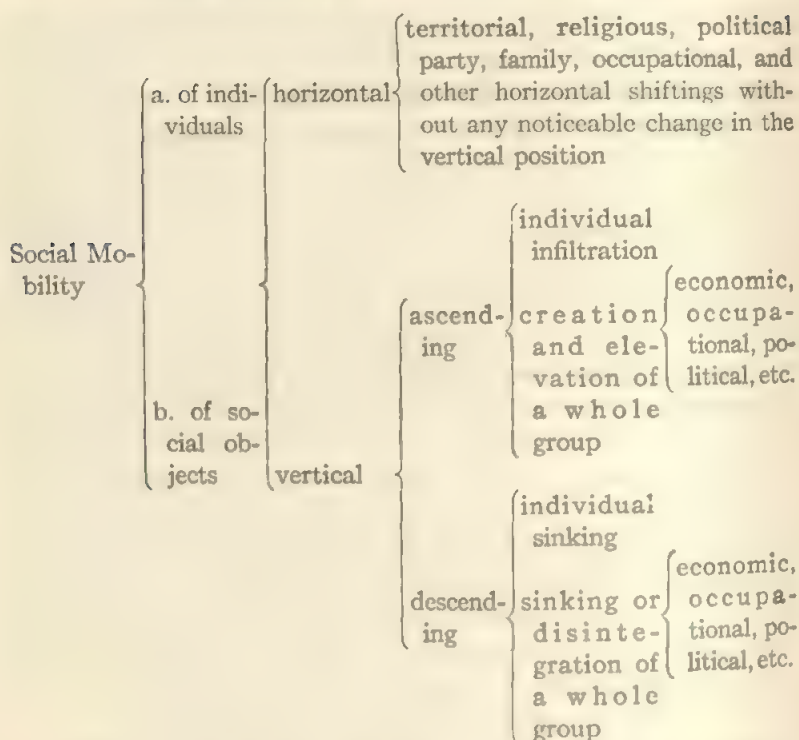 Social Mo-
bility
a. of indi-
viduals
b. of so-
cial ob-
jects
horizontal
territorial, religious, political
party, family, occupational, and
other horizontal shiftings with-
out any noticeable change in the
vertical position
vertical
ascend-
ing
individual
infiltration
creation
and ele-
vation of
a whole
group
economic,
occupa-
tional, po-
litical, etc.
descend-
ing
individual
sinking
sinking or
disinte-
gration of
a whole
group
economic,
occupa-
tional, po-
litical, etc.